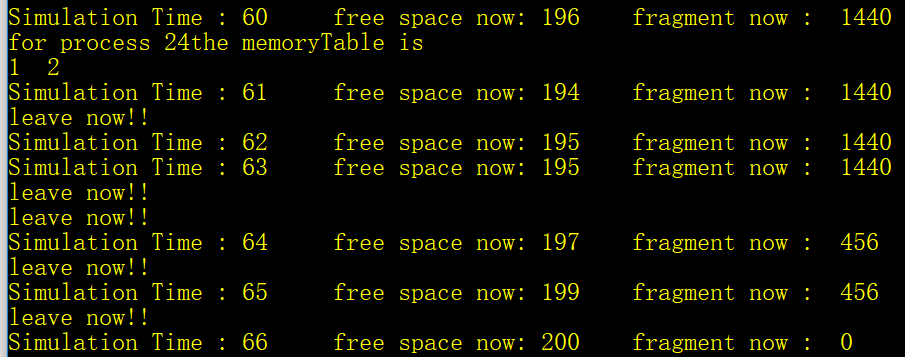 Simulation Time : 60 free space now: 196 fragment now : 1440
for process 24the memoryTable is
1 2
Simulation Time : 61 free space now: 194 fragment now : 1440
leave now!!
Simulation Time : 62 free space now: 195 fragment now : 1440
Simulation Time : 63 free space now: 195 fragment now : 1440
leave now!!
leave now!!
Simulation Time : 64 free space now: 197 fragment now : 456
leave now!!
Simulation Time : 65 free space now: 199 fragment now : 456
leave now!!
Simulation Time : 66 free space now: 200 fragment now : 0